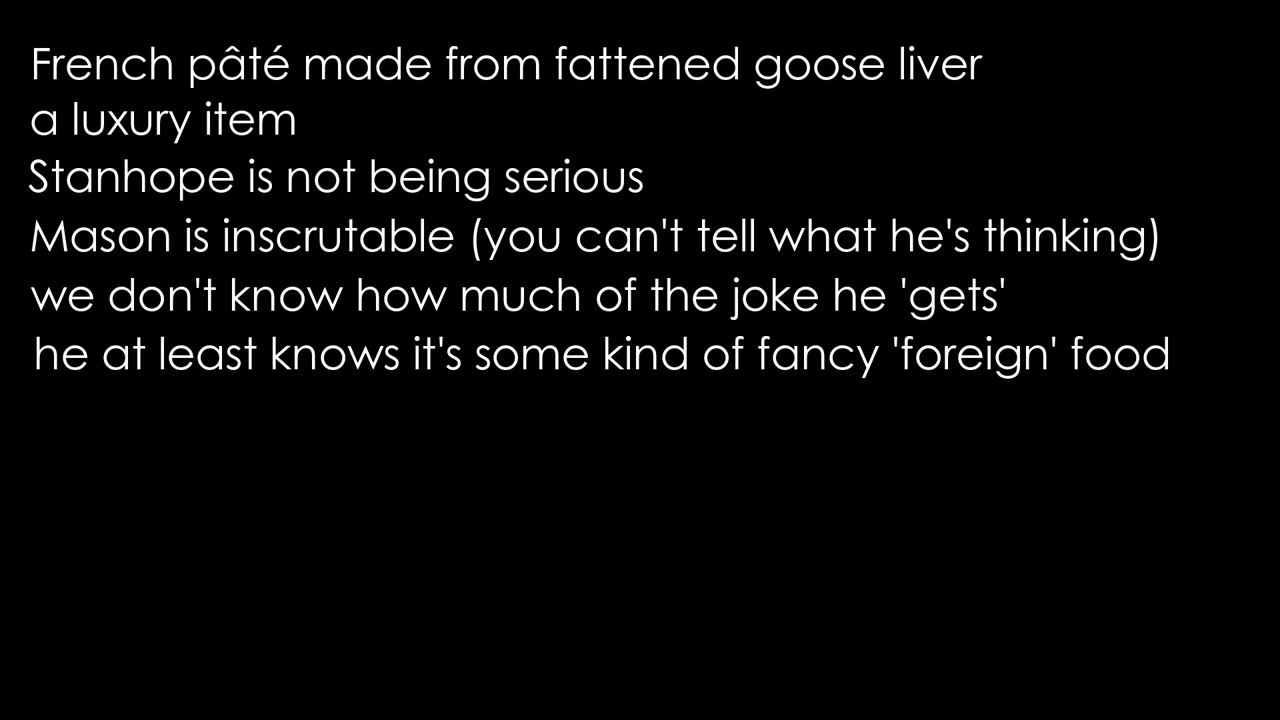 French pâté made from fattened goose liver
a luxury item
Stanhope is not being serious
Mason is inscrutable (you can't tell what he's thinking)
we don't know how much of the joke he 'gets'
he at least knows it's some kind of fancy 'foreign' food